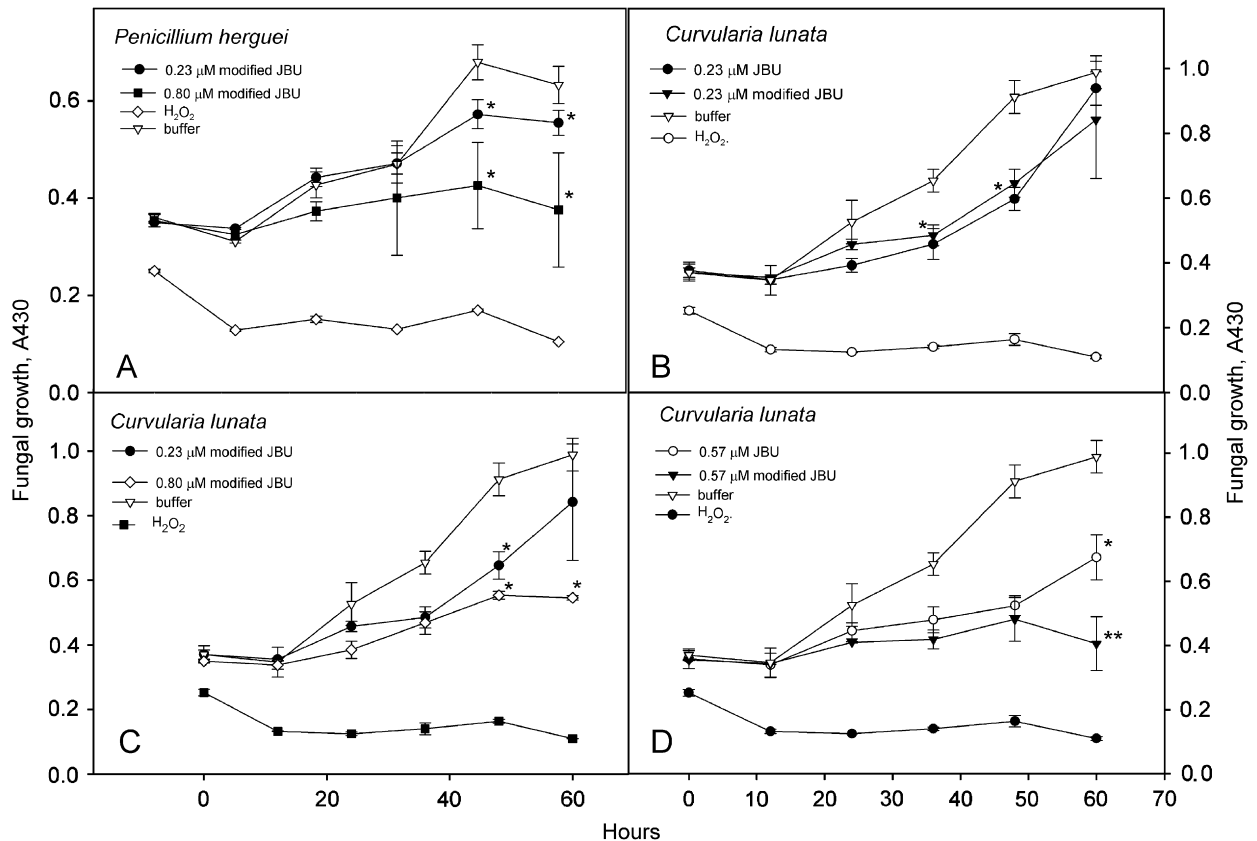 Penicillium herguei
0.23 μM modified JBU
0.80 μM modified JBU
H₂O₂
buffer
*
*
*
*
0.6
0.4
0.2
0.0
A
Curvularia lunata
0.23 μM JBU
0.23 μM modified JBU
buffer
H₂O₂.
*
*
1.0
0.8
0.6
0.4
0.2
0.0
B
Fungal growth, A430
Fungal growth, A430
Curvularia lunata
0.23 μM modified JBU
0.80 μM modified JBU
buffer
H₂O₂
*
*
*
1.0
0.8
0.6
0.4
0.2
0.0
C
0 20 40 60
Curvularia lunata
0.57 μM JBU
0.57 μM modified JBU
buffer
H₂O₂.
*
**
1.0
0.8
0.6
0.4
0.2
0.0
D
0 10 20 30 40 50 60 70
Hours